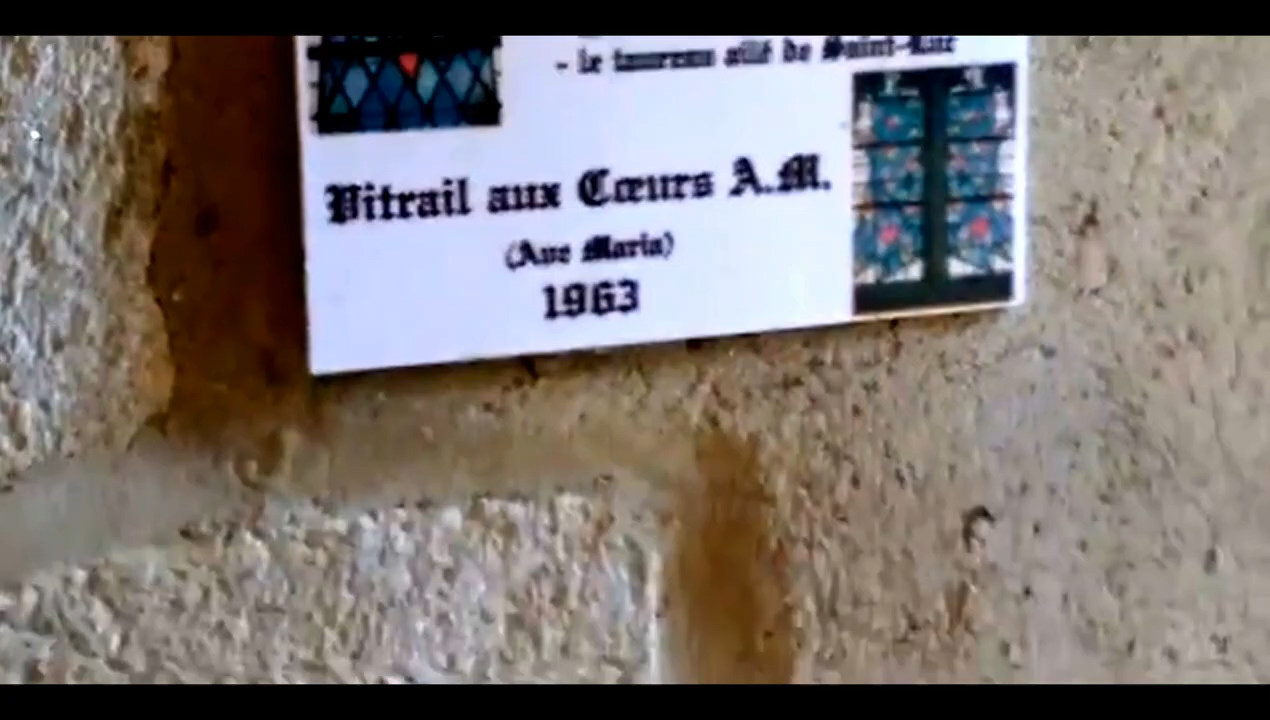 - le taureau ailé de Saint-Luc
Vitrail aux Cœurs A.M.
(Ave Maria)
1963